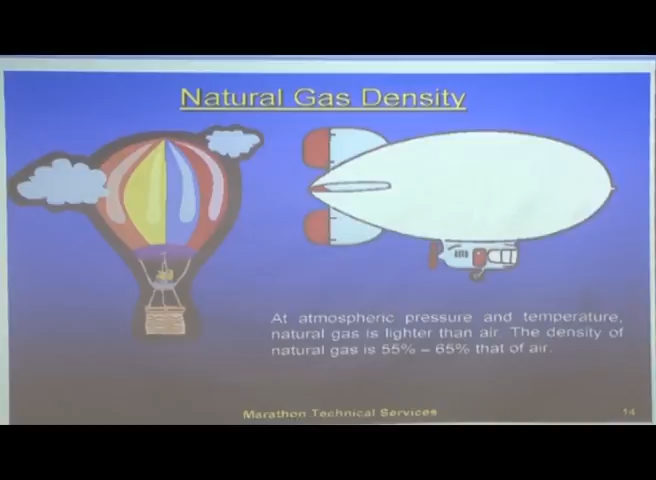 Natural Gas Density
At atmospheric pressure and temperature,
natural gas is lighter than air. The density of
natural gas is 55% – 65% that of air.
Marathon Technical Services
14